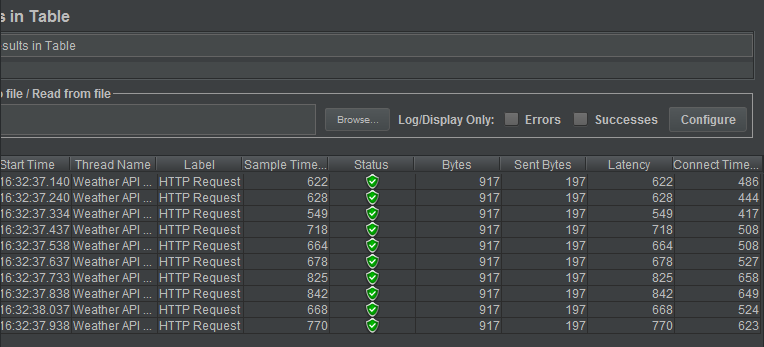 s in Table
sults in Table
o file / Read from file
Browse... Log/Display Only: Errors Successes Configure
Start Time Thread Name Label Sample Time... Status Bytes Sent Bytes Latency Connect Time...
16:32:37.140 Weather API ... HTTP Request 622 917 197 622 486
16:32:37.240 Weather API ... HTTP Request 628 917 197 628 444
16:32:37.334 Weather API ... HTTP Request 549 917 197 549 417
16:32:37.437 Weather API ... HTTP Request 718 917 197 718 508
16:32:37.538 Weather API ... HTTP Request 664 917 197 664 508
16:32:37.637 Weather API ... HTTP Request 678 917 197 678 527
16:32:37.733 Weather API ... HTTP Request 825 917 197 825 658
16:32:37.838 Weather API ... HTTP Request 842 917 197 842 649
16:32:38.037 Weather API ... HTTP Request 668 917 197 668 524
16:32:37.938 Weather API ... HTTP Request 770 917 197 770 623